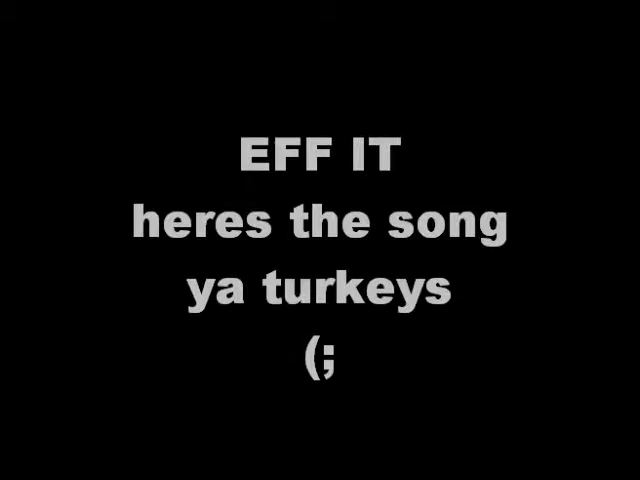 EFF IT
heres the song
ya turkeys
(;